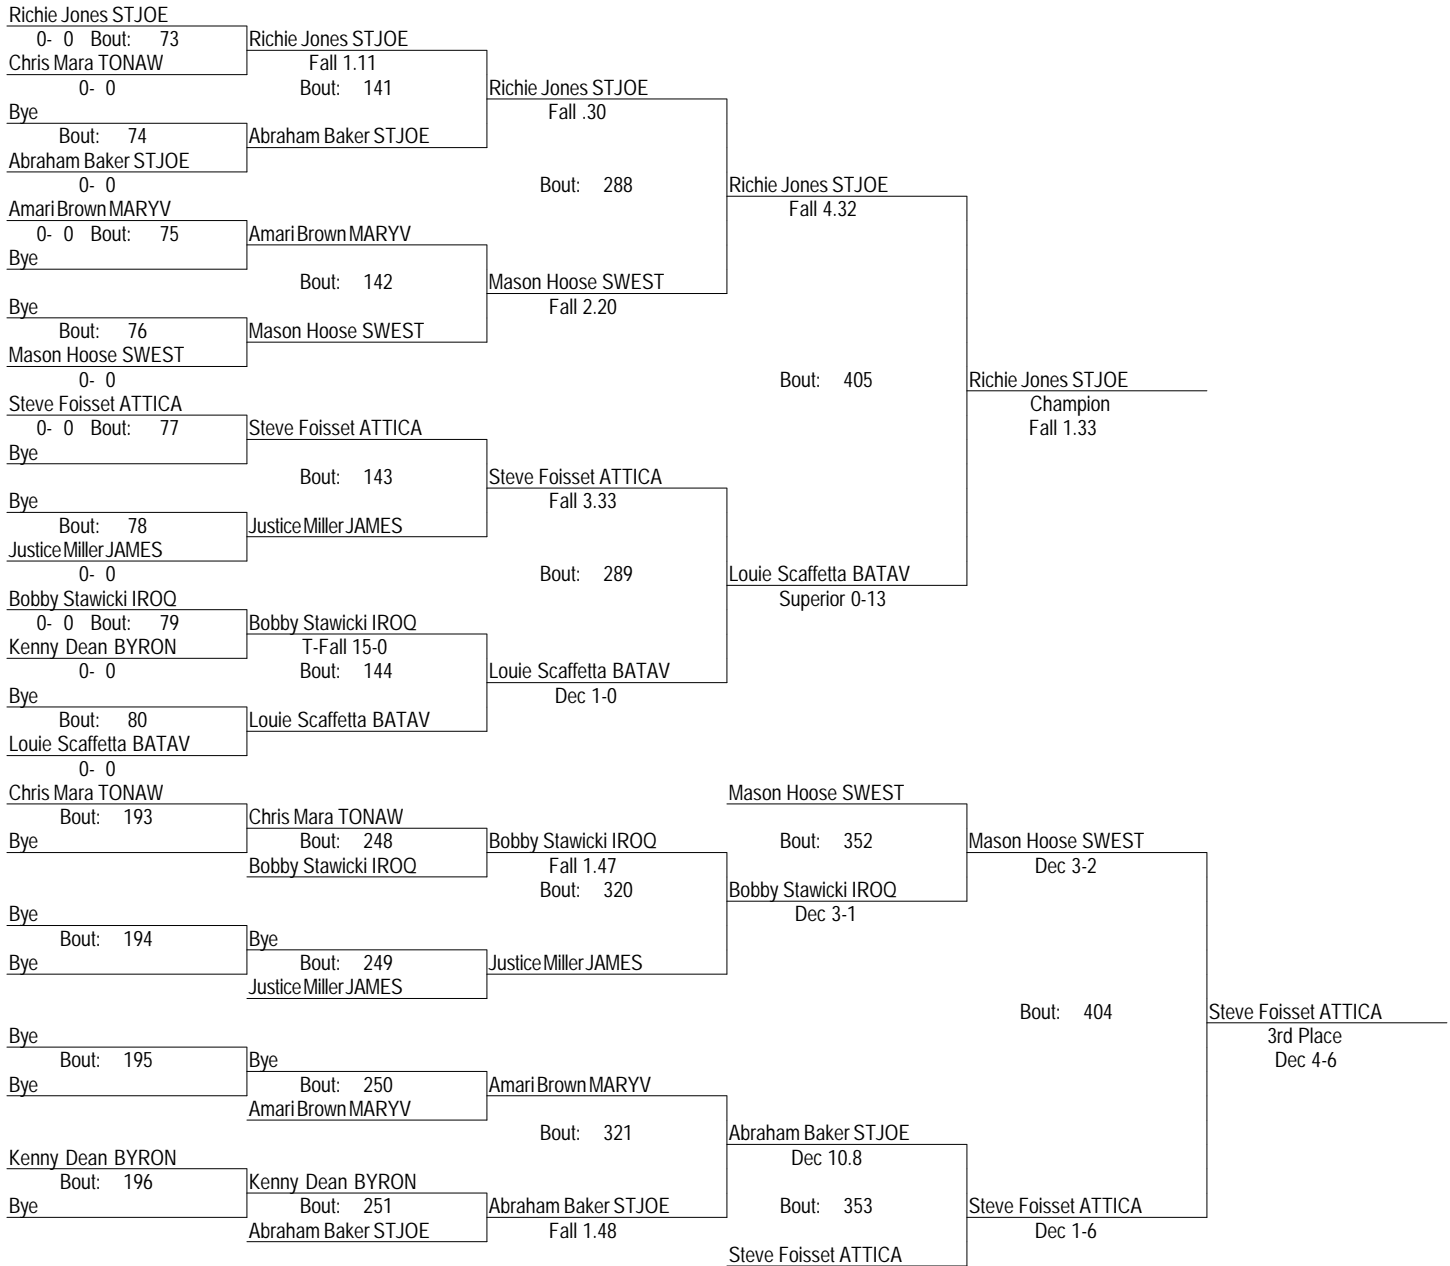 Richie Jones STJOE
0- 0 Bout: 73 Richie Jones STJOE
Chris Mara TONAW Fall 1.11
0- 0 Bout: 141 Richie Jones STJOE
Bye Fall .30
Bout: 74 Abraham Baker STJOE
Abraham Baker STJOE
0- 0 Bout: 288 Richie Jones STJOE
Amari Brown MARYV Fall 4.32
0- 0 Bout: 75 Amari Brown MARYV
Bye
Bout: 142 Mason Hoose SWEST
Bye Fall 2.20
Bout: 76 Mason Hoose SWEST
Mason Hoose SWEST
0- 0 Bout: 405 Richie Jones STJOE
Steve Foisset ATTICA Champion
0- 0 Bout: 77 Steve Foisset ATTICA Fall 1.33
Bye
Bout: 143 Steve Foisset ATTICA
Bye Fall 3.33
Bout: 78 Justice Miller JAMES
Justice Miller JAMES
0- 0 Bout: 289 Louie Scaffetta BATAV
Bobby Stawicki IROQ Superior 0-13
0- 0 Bout: 79 Bobby Stawicki IROQ
Kenny Dean BYRON T-Fall 15-0
0- 0 Bout: 144 Louie Scaffetta BATAV
Bye Dec 1-0
Bout: 80 Louie Scaffetta BATAV
Louie Scaffetta BATAV
0- 0
Chris Mara TONAW Mason Hoose SWEST
Bout: 193 Chris Mara TONAW
Bye Bout: 248 Bobby Stawicki IROQ Bout: 352 Mason Hoose SWEST
Bobby Stawicki IROQ Fall 1.47 Dec 3-2
Bout: 320 Bobby Stawicki IROQ
Bye Dec 3-1
Bout: 194 Bye
Bye Bout: 249 Justice Miller JAMES
Justice Miller JAMES
Bout: 404 Steve Foisset ATTICA
Bye 3rd Place
Bout: 195 Bye Dec 4-6
Bye Bout: 250 Amari Brown MARYV
Amari Brown MARYV
Bout: 321 Abraham Baker STJOE
Kenny Dean BYRON Dec 10.8
Bout: 196 Kenny Dean BYRON
Bye Bout: 251 Abraham Baker STJOE Bout: 353 Steve Foisset ATTICA
Abraham Baker STJOE Fall 1.48 Dec 1-6
Steve Foisset ATTICA